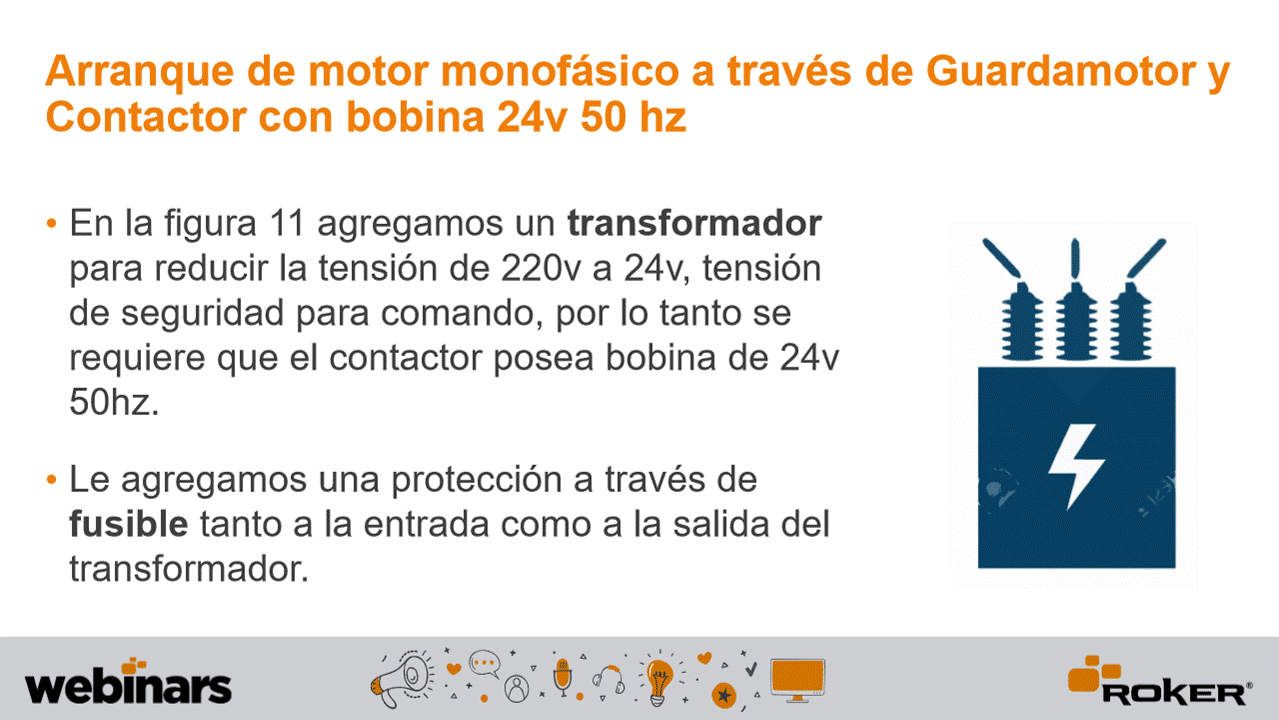 Arranque de motor monofásico a través de Guardamotor y
Contactor con bobina 24v 50 hz
• En la figura 11 agregamos un transformador
para reducir la tensión de 220v a 24v, tensión
de seguridad para comando, por lo tanto se
requiere que el contactor posea bobina de 24v
50hz.
• Le agregamos una protección a través de
fusible tanto a la entrada como a la salida del
transformador.
webinars
ROKER®